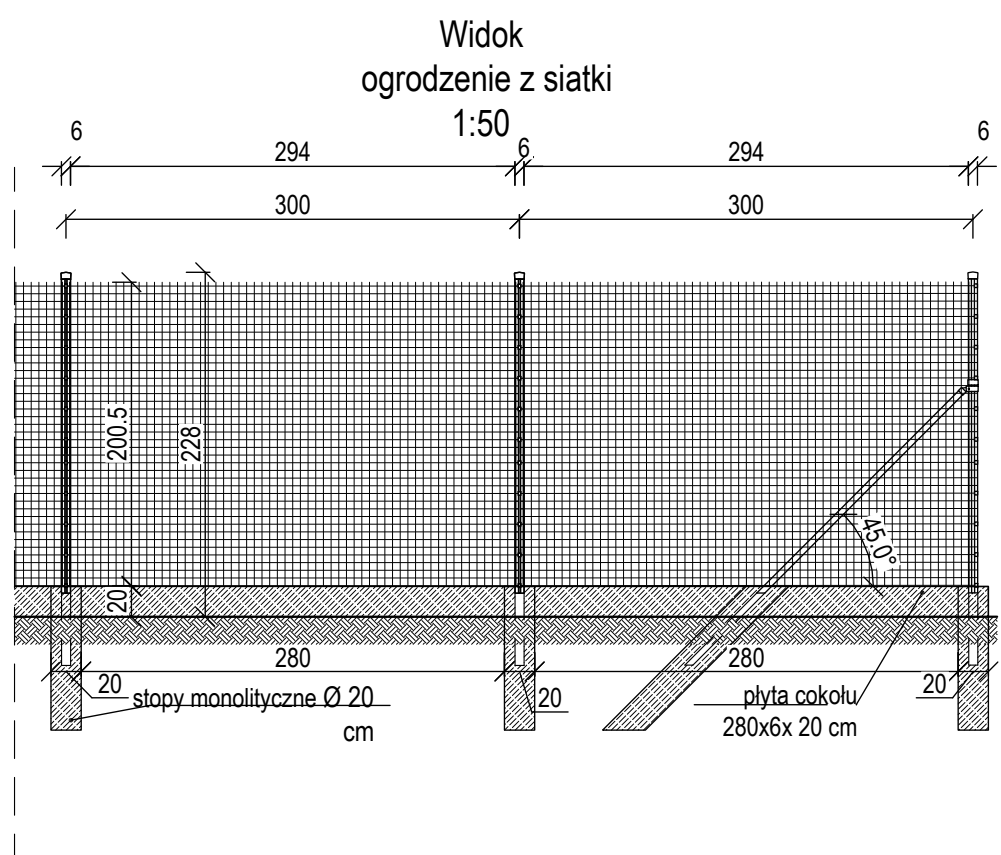 Widok
ogrodzenie z siatki
1:50
6
294
6
294
6
300
300
200.5
228
45.0°
20
280
280
20
stopy monolityczne Ø 20
cm
20
płyta cokołu
280x6x 20 cm
20